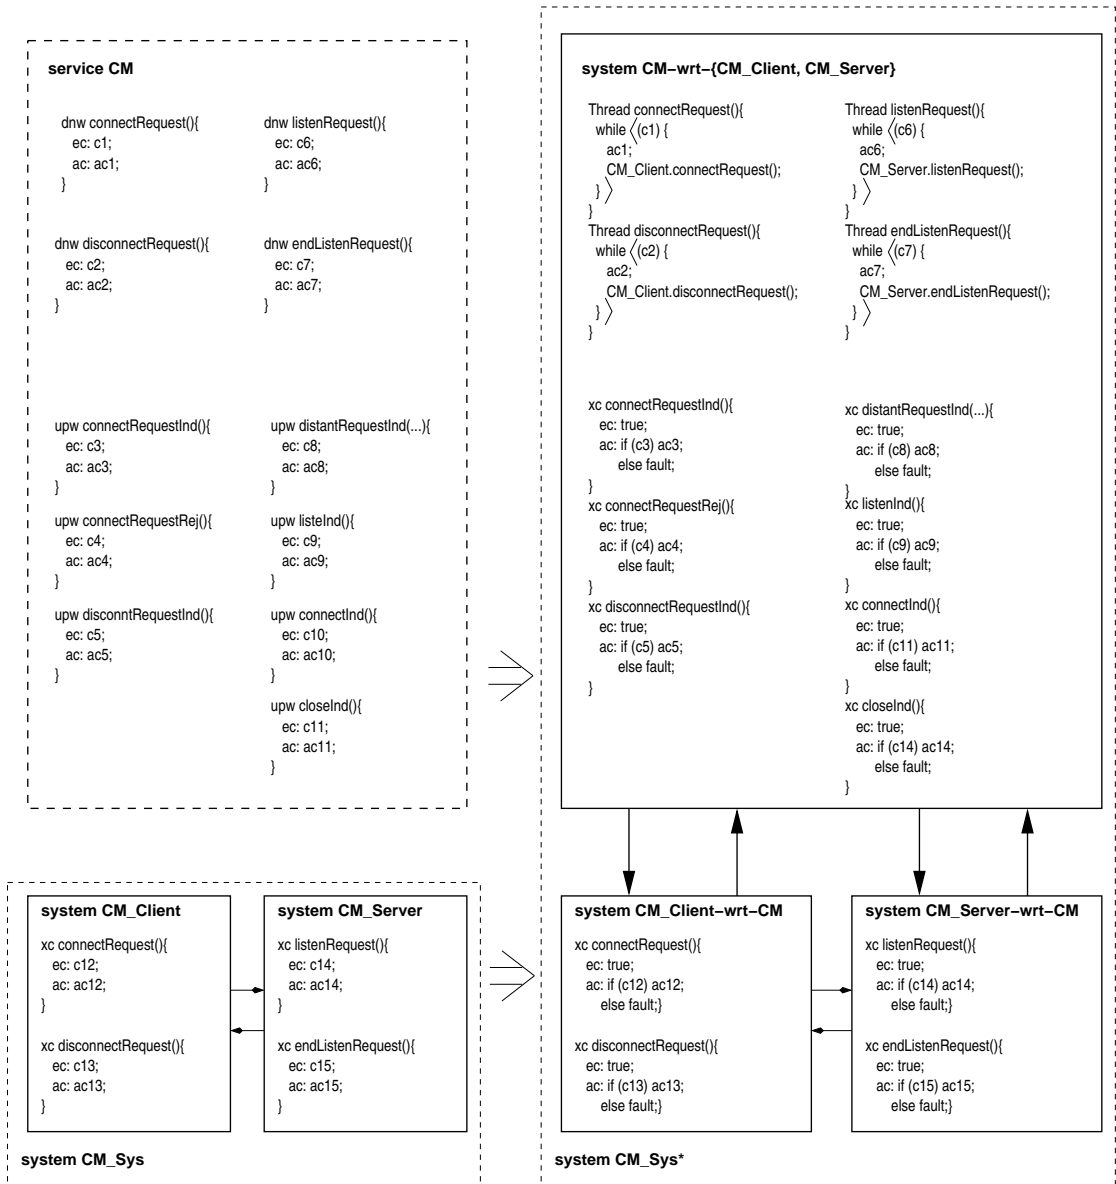 service CM
dnw connectRequest(){
ec: c1;
ac: ac1;
}
dnw listenRequest(){
ec: c6;
ac: ac6;
}
dnw disconnectRequest(){
ec: c2;
ac: ac2;
}
dnw endListenRequest(){
ec: c7;
ac: ac7;
}
upw connectRequestInd(){
ec: c3;
ac: ac3;
}
upw distantRequestInd(...){
ec: c8;
ac: ac8;
}
upw connectRequestRej(){
ec: c4;
ac: ac4;
}
upw listeInd(){
ec: c9;
ac: ac9;
}
upw disconntRequestInd(){
ec: c5;
ac: ac5;
}
upw connectInd(){
ec: c10;
ac: ac10;
}
upw closeInd(){
ec: c11;
ac: ac11;
}
system CM–wrt–{CM_Client, CM_Server}
Thread connectRequest(){
while ⟨(c1) {
ac1;
CM_Client.connectRequest();
} ⟩
}
Thread listenRequest(){
while ⟨(c6) {
ac6;
CM_Server.listenRequest();
} ⟩
}
Thread disconnectRequest(){
while ⟨(c2) {
ac2;
CM_Client.disconnectRequest();
} ⟩
}
Thread endListenRequest(){
while ⟨(c7) {
ac7;
CM_Server.endListenRequest();
} ⟩
}
xc connectRequestInd(){
ec: true;
ac: if (c3) ac3;
else fault;
}
xc distantRequestInd(...){
ec: true;
ac: if (c8) ac8;
else fault;
}
xc connectRequestRej(){
ec: true;
ac: if (c4) ac4;
else fault;
}
xc listenInd(){
ec: true;
ac: if (c9) ac9;
else fault;
}
xc disconnectRequestInd(){
ec: true;
ac: if (c5) ac5;
else fault;
}
xc connectInd(){
ec: true;
ac: if (c11) ac11;
else fault;
}
xc closeInd(){
ec: true;
ac: if (c14) ac14;
else fault;
}
system CM_Client
xc connectRequest(){
ec: c12;
ac: ac12;
}
xc disconnectRequest(){
ec: c13;
ac: ac13;
}
system CM_Server
xc listenRequest(){
ec: c14;
ac: ac14;
}
xc endListenRequest(){
ec: c15;
ac: ac15;
}
system CM_Sys
system CM_Client–wrt–CM
xc connectRequest(){
ec: true;
ac: if (c12) ac12;
else fault;}
xc disconnectRequest(){
ec: true;
ac: if (c13) ac13;
else fault;}
system CM_Server–wrt–CM
xc listenRequest(){
ec: true;
ac: if (c14) ac14;
else fault;}
xc endListenRequest(){
ec: true;
ac: if (c15) ac15;
else fault;}
system CM_Sys*